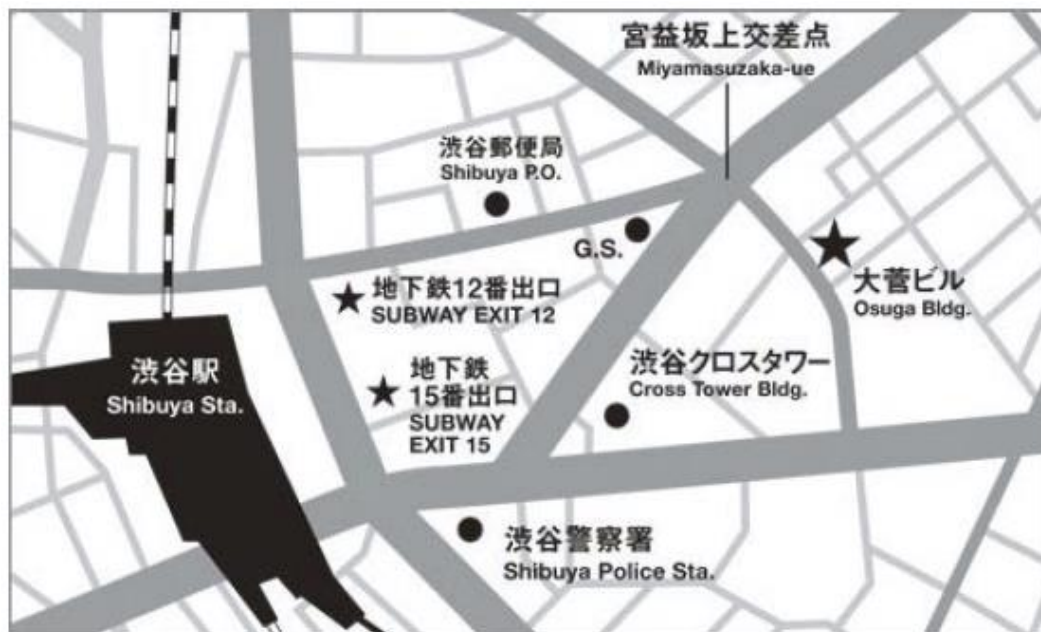 宮益坂上交差点
Miyamasuzaka-ue
渋谷郵便局
Shibuya P.O.
G.S.
地下鉄12番出口
SUBWAY EXIT 12
大菅ビル
Osuga Bldg.
渋谷駅
Shibuya Sta.
地下鉄
15番出口
SUBWAY
EXIT 15
渋谷クロスタワー
Cross Tower Bldg.
渋谷警察署
Shibuya Police Sta.